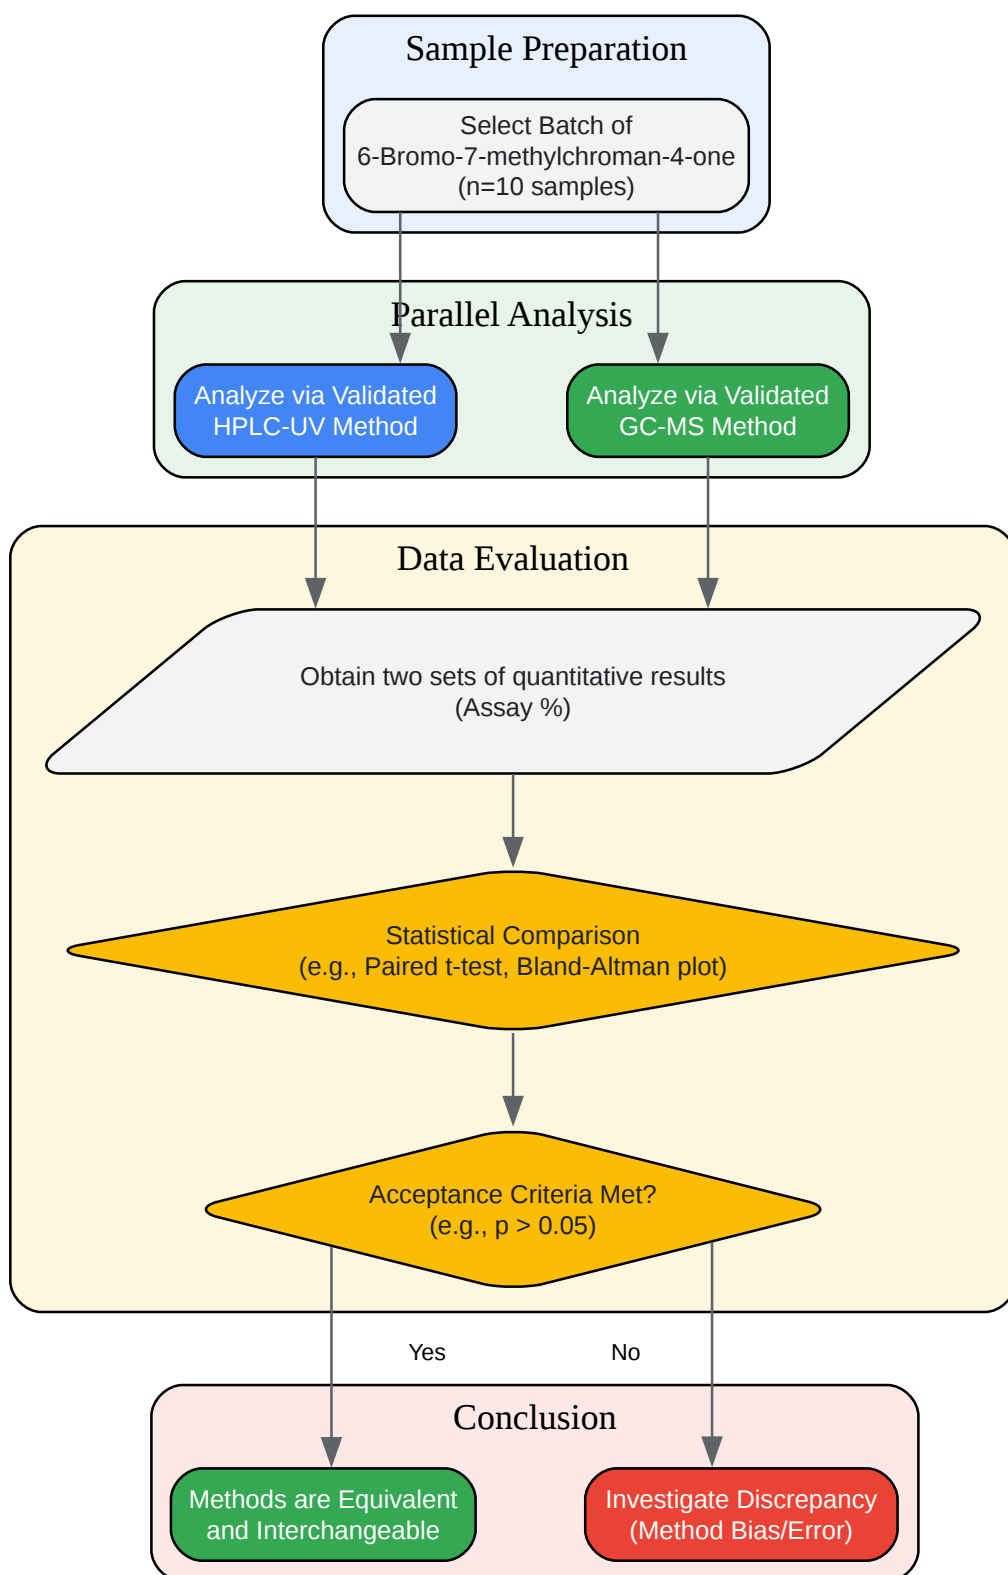 Sample Preparation
Select Batch of
6-Bromo-7-methylchroman-4-one
(n=10 samples)
Parallel Analysis
Analyze via Validated
HPLC-UV Method
Analyze via Validated
GC-MS Method
Data Evaluation
Obtain two sets of quantitative results
(Assay %)
Statistical Comparison
(e.g., Paired t-test, Bland-Altman plot)
Acceptance Criteria Met?
(e.g., p > 0.05)
Yes
No
Conclusion
Methods are Equivalent
and Interchangeable
Investigate Discrepancy
(Method Bias/Error)